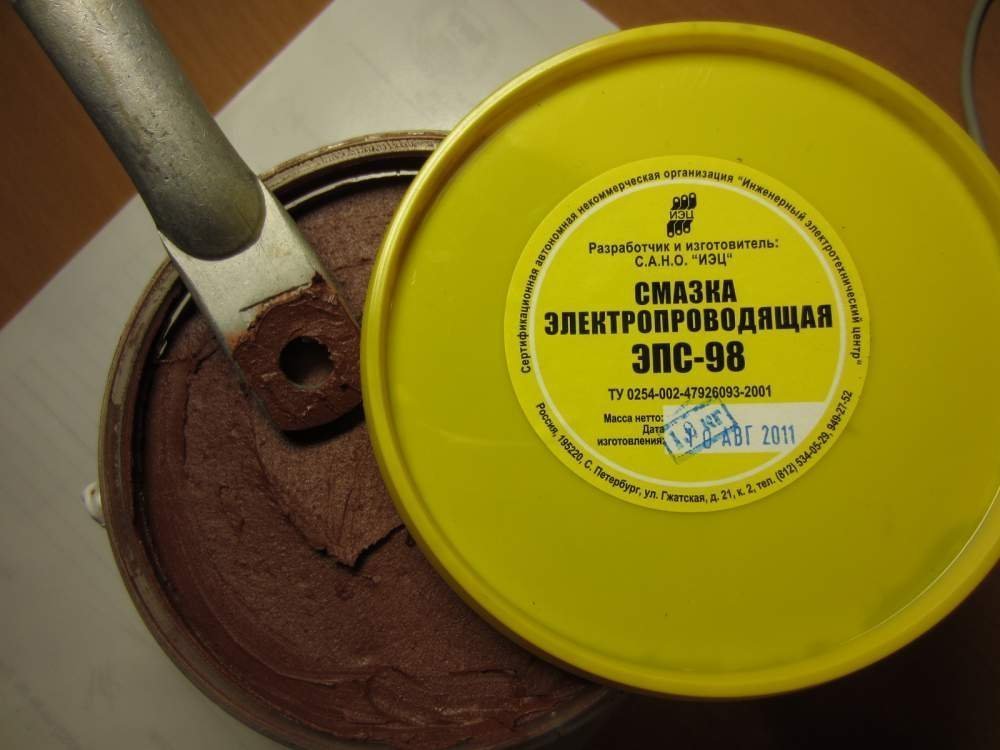 Сертификационная автономная некоммерческая организация "Инженерный электротехнический центр"
ИЭЦ
Разработчик и изготовитель:
С.А.Н.О. "ИЭЦ"
СМАЗКА
ЭЛЕКТРОПРОВОДЯЩАЯ
ЭПС-98
ТУ 0254-002-47926093-2001
Масса нетто:
Дата
изготовления:
АВГ 2011
Россия, 195220, С. Петербург, ул. Гжатская, д. 21, к. 2, тел. (812) 534-05-29, 949-27-52